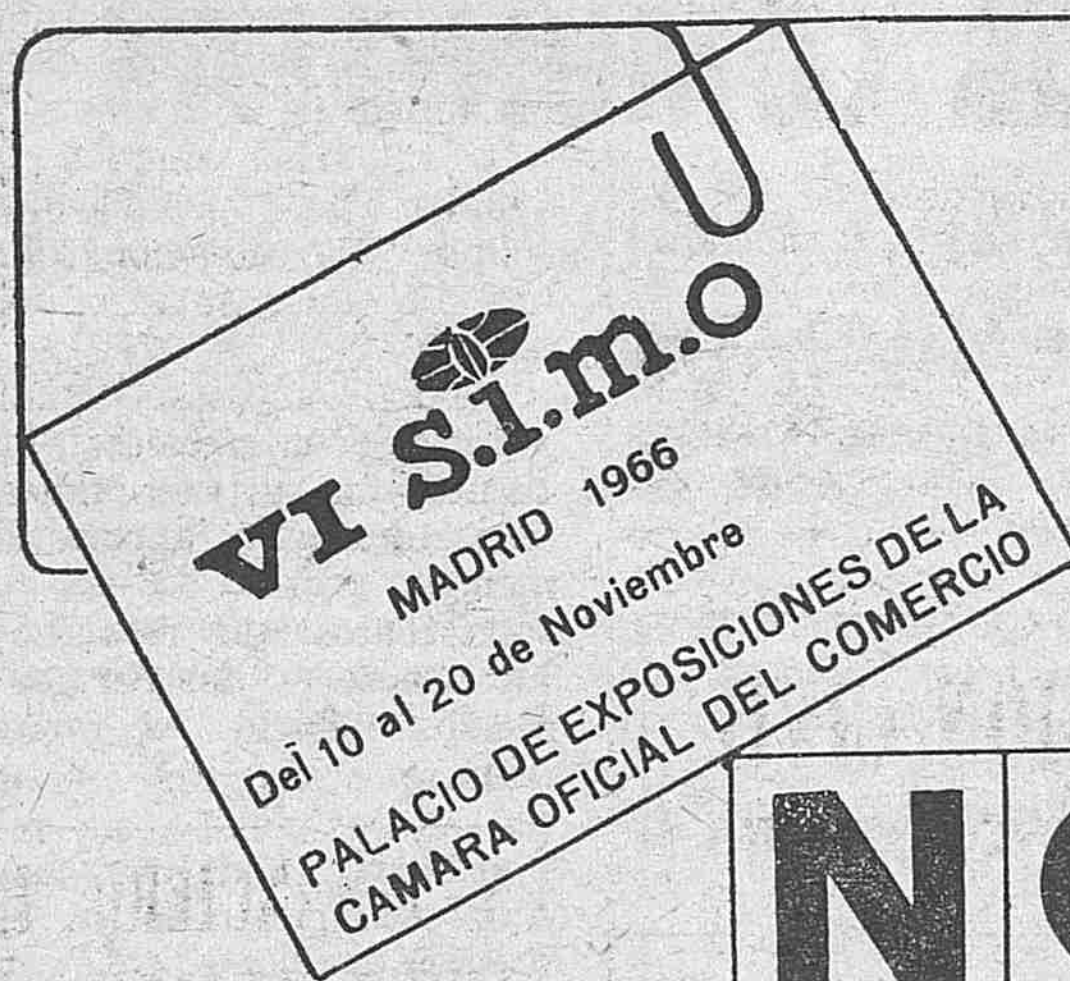 VI S.i.m.o
MADRID 1966
Del 10 al 20 de Noviembre
PALACIO DE EXPOSICIONES DE LA
CAMARA OFICIAL DEL COMERCIO
N